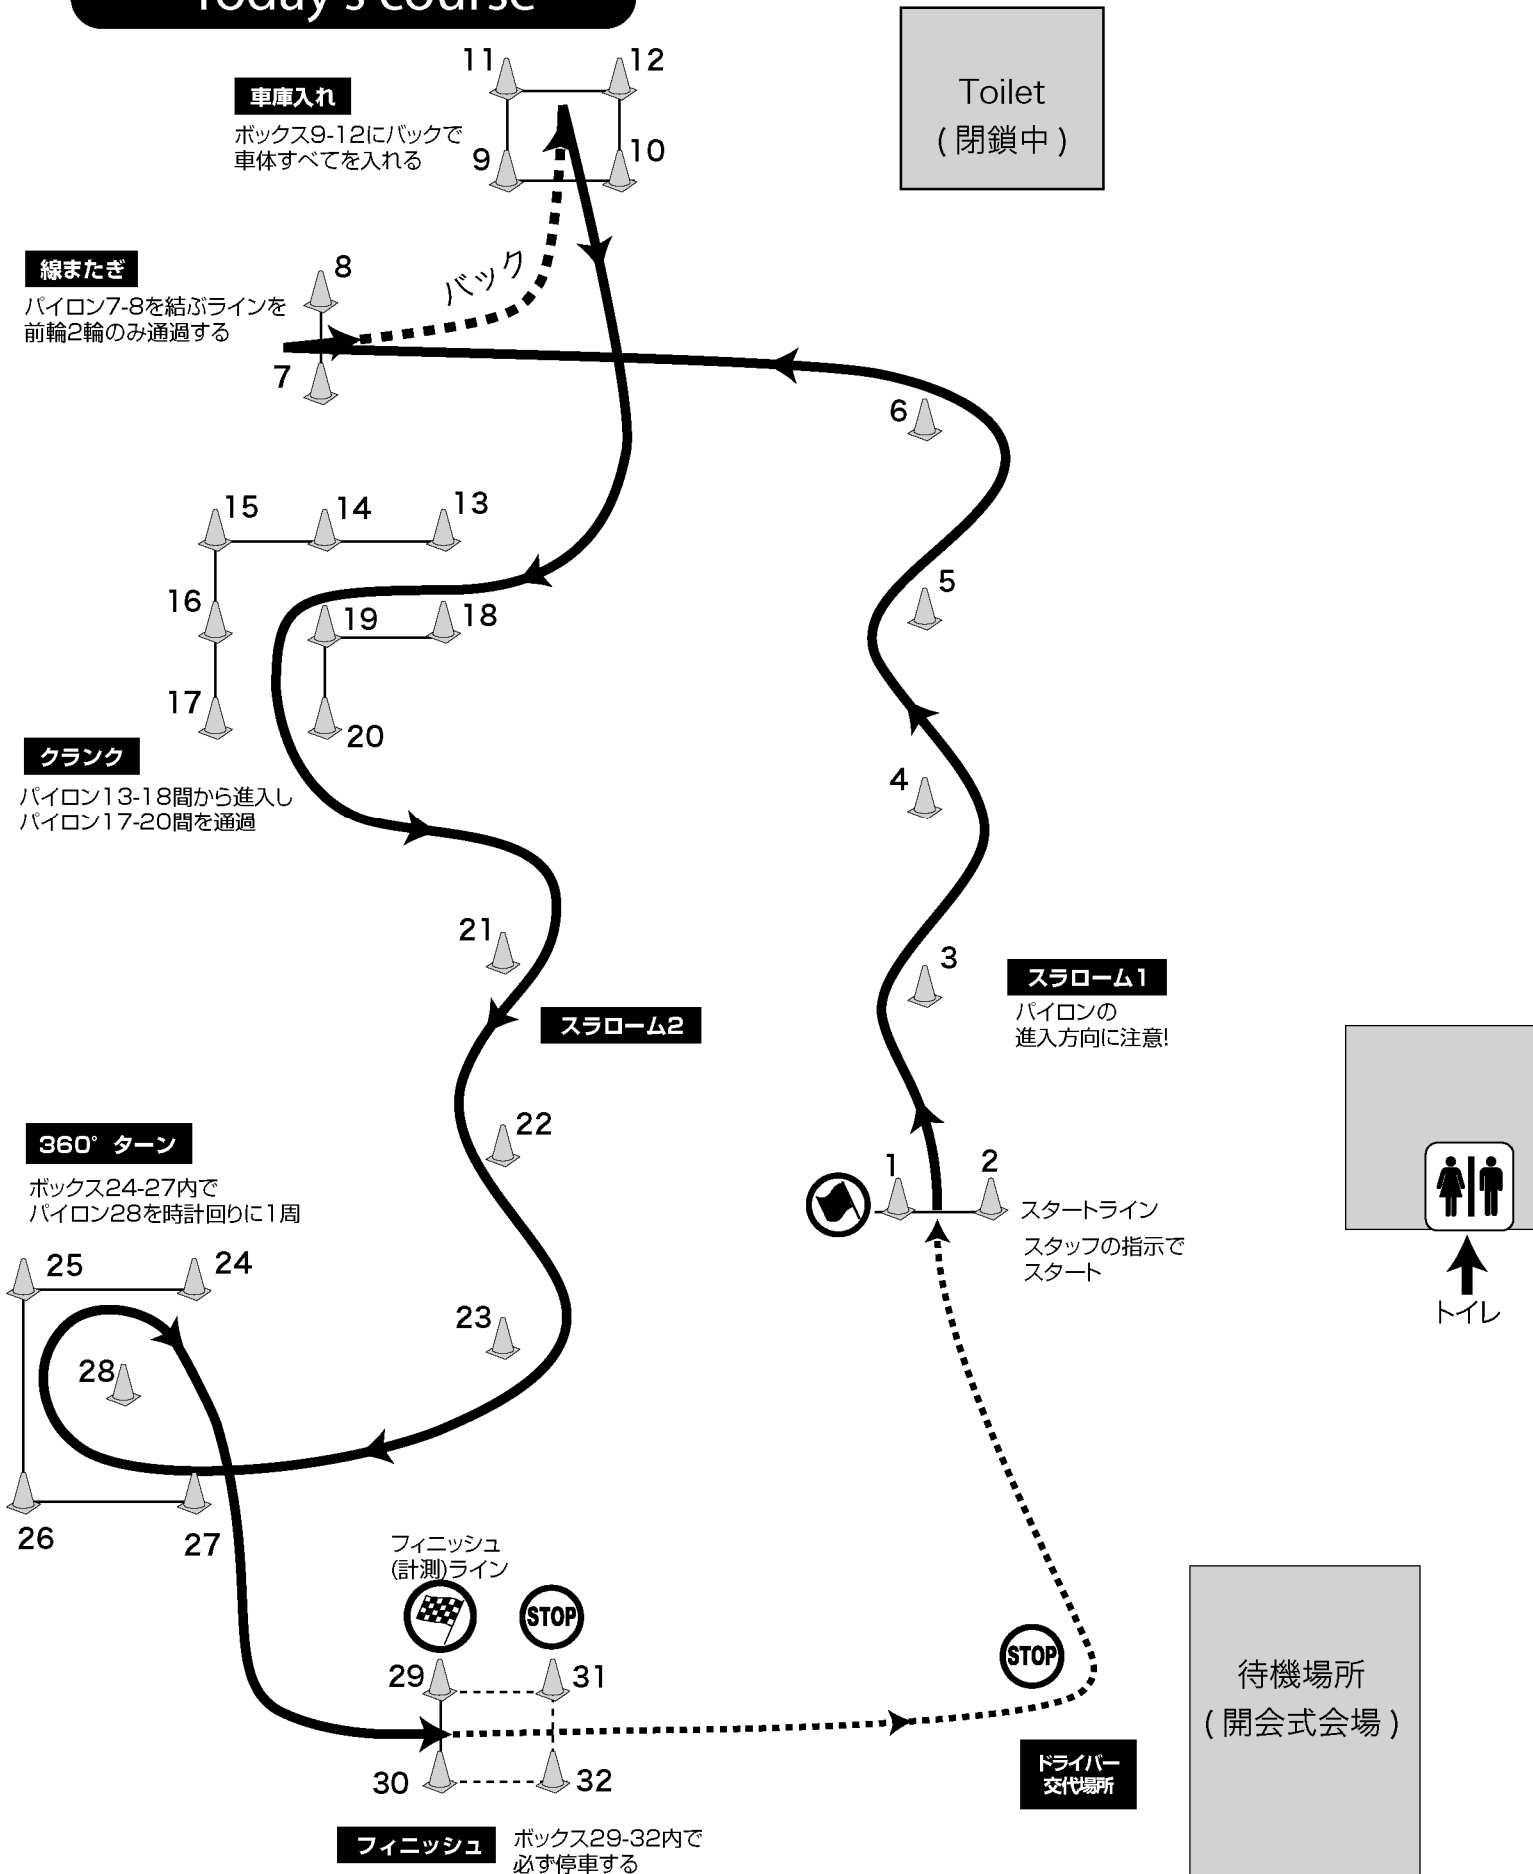 Today's course
11
12
車庫入れ
ボックス9-12にバックで
車体すべてを入れる
9
10
Toilet
(閉鎖中)
線またぎ
パイロン7-8を結ぶラインを
前輪2輪のみ通過する
8
バック
7
6
15
14
13
5
16
19
18
17
20
クランク
パイロン13-18間から進入し
パイロン17-20間を通過
4
21
3
スラローム1
パイロンの
進入方向に注意!
スラローム2
22
360°ターン
ボックス24-27内で
パイロン28を時計回りに1周
1
2
スタートライン
スタッフの指示で
スタート
25
24
トイレ
23
28
26
27
フィニッシュ
(計測)ライン
STOP
29
31
STOP
30
32
ドライバー
交代場所
待機場所
(開会式会場)
フィニッシュ
ボックス29-32内で
必ず停車する